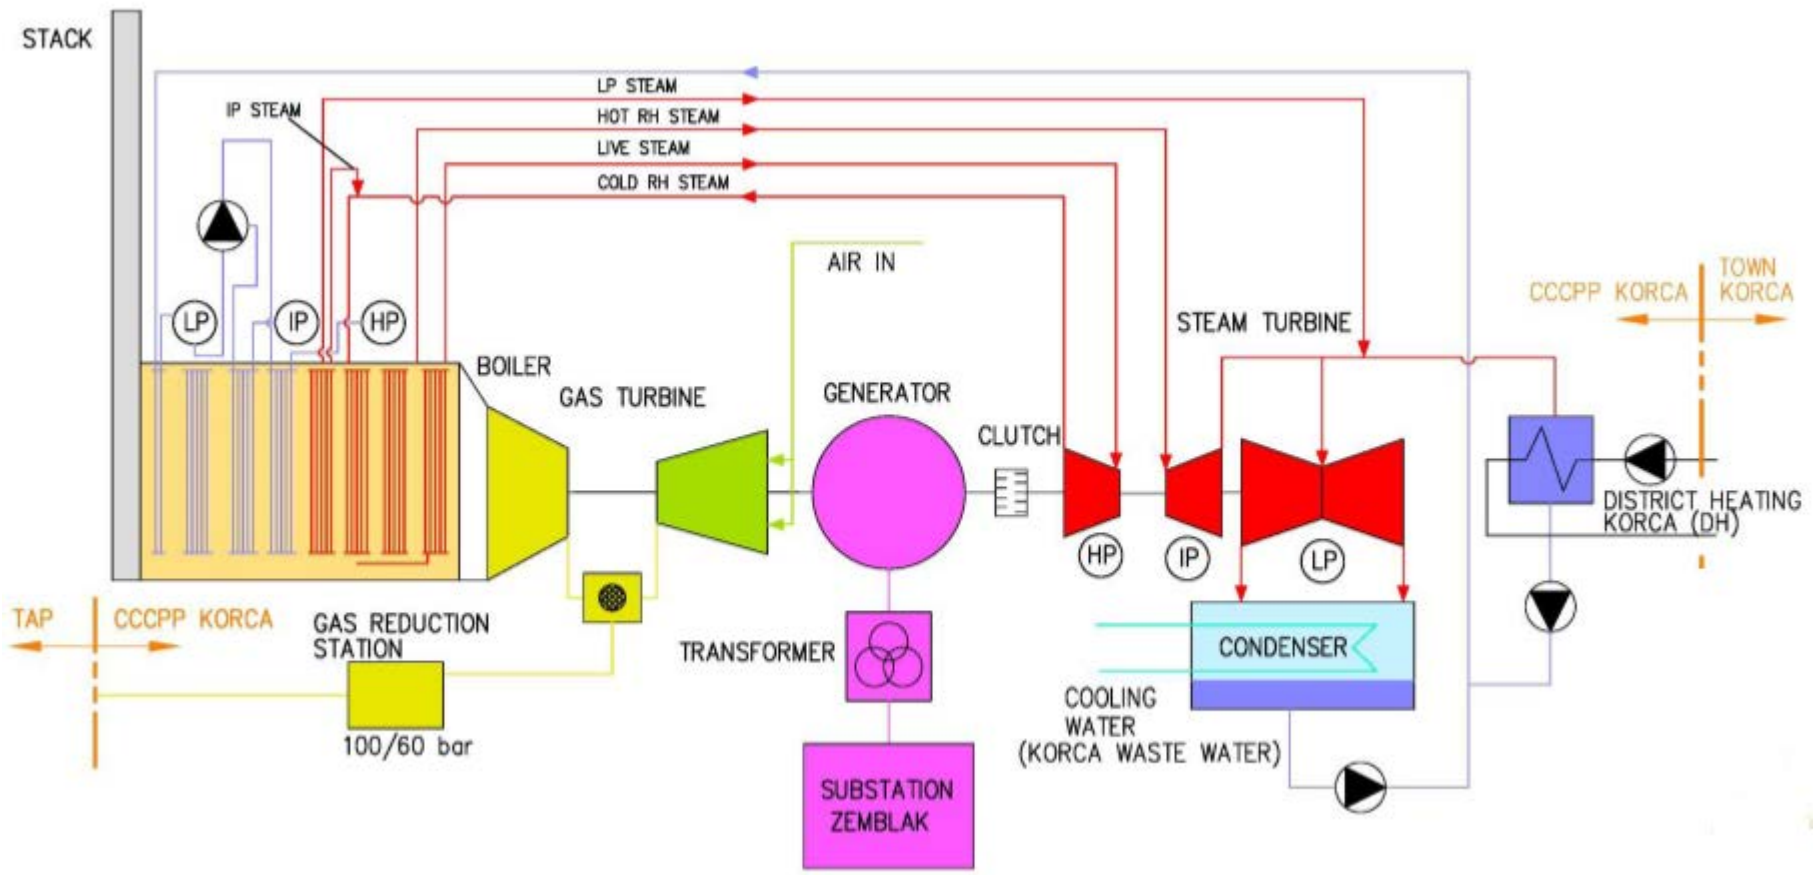 STACK
LP STEAM
IP STEAM
HOT RH STEAM
LIVE STEAM
COLD RH STEAM
AIR IN
TOWN
CCCPP KORCA
KORCA
LP
IP
HP
STEAM TURBINE
BOILER
GAS TURBINE
GENERATOR
CLUTCH
DISTRICT HEATING
KORCA (DH)
HP
IP
LP
TAP
CCCPP KORCA
GAS REDUCTION
STATION
TRANSFORMER
CONDENSER
COOLING
WATER
(KORCA WASTE WATER)
100/60 bar
SUBSTATION
ZEMBLAK